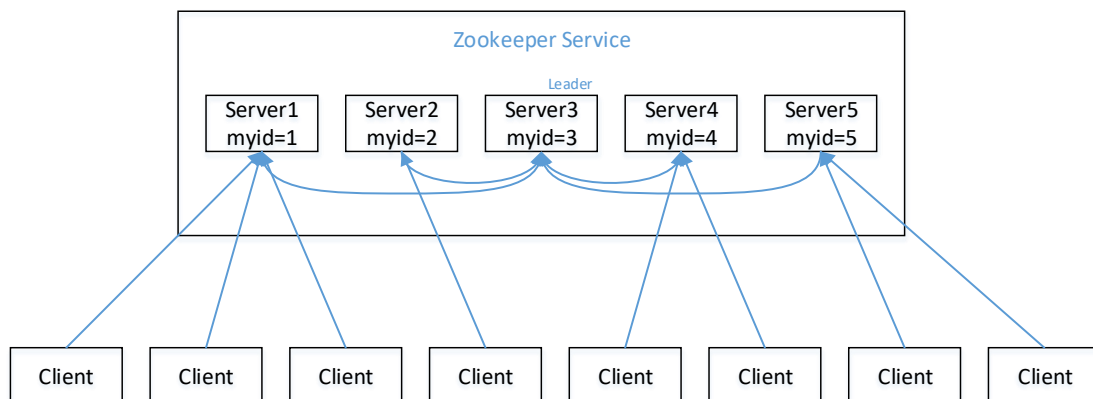 Zookeeper Service
Leader
Server1
myid=1
Server2
myid=2
Server3
myid=3
Server4
myid=4
Server5
myid=5
Client
Client
Client
Client
Client
Client
Client
Client